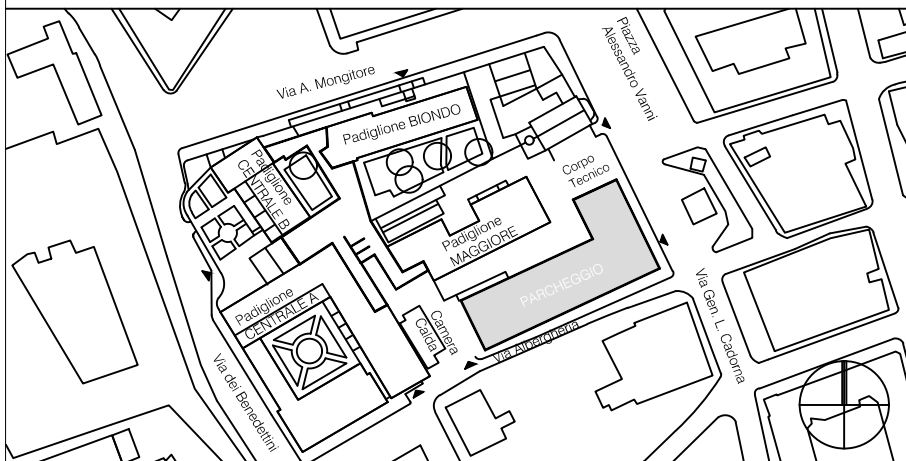 Via A. Mongitore
Piazza
Alessandro Vanni
Padiglione BIONDO
Padiglione
CENTRALE B
Corpo
Tecnico
Padiglione
MAGGIORE
PARCHEGGIO
Padiglione
CENTRALE A
Camera
Calda
Via Albergheria
Via Gen. L. Cadorna
Via dei Benedettini